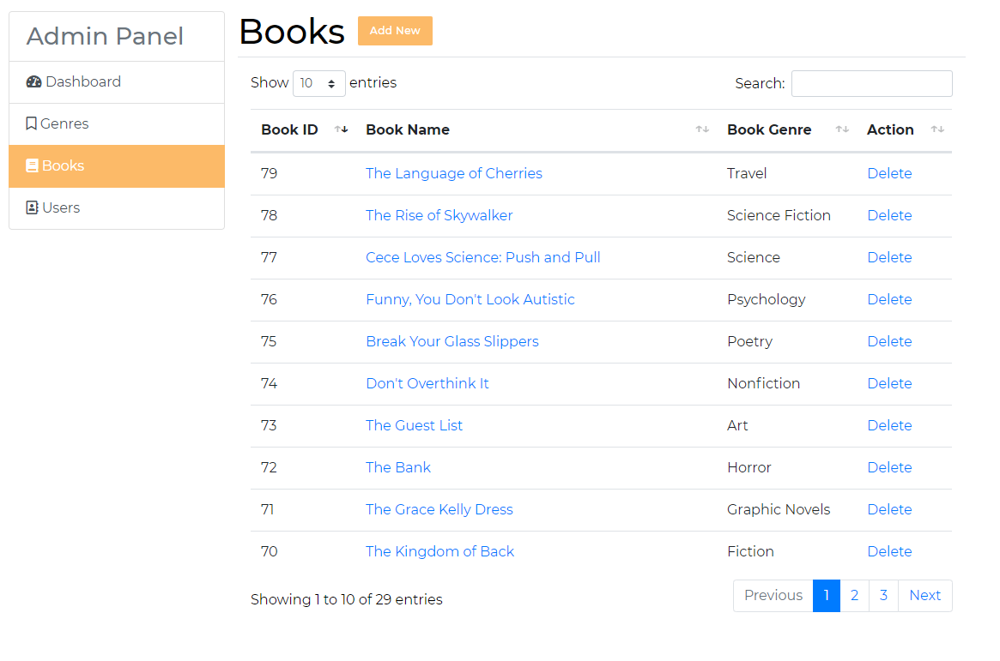 Admin Panel
Dashboard
Genres
Books
Users
Books Add New
Show 10 entries Search:
Book ID Book Name Book Genre Action
79 The Language of Cherries Travel Delete
78 The Rise of Skywalker Science Fiction Delete
77 Cece Loves Science: Push and Pull Science Delete
76 Funny, You Don't Look Autistic Psychology Delete
75 Break Your Glass Slippers Poetry Delete
74 Don't Overthink It Nonfiction Delete
73 The Guest List Art Delete
72 The Bank Horror Delete
71 The Grace Kelly Dress Graphic Novels Delete
70 The Kingdom of Back Fiction Delete
Showing 1 to 10 of 29 entries Previous 1 2 3 Next